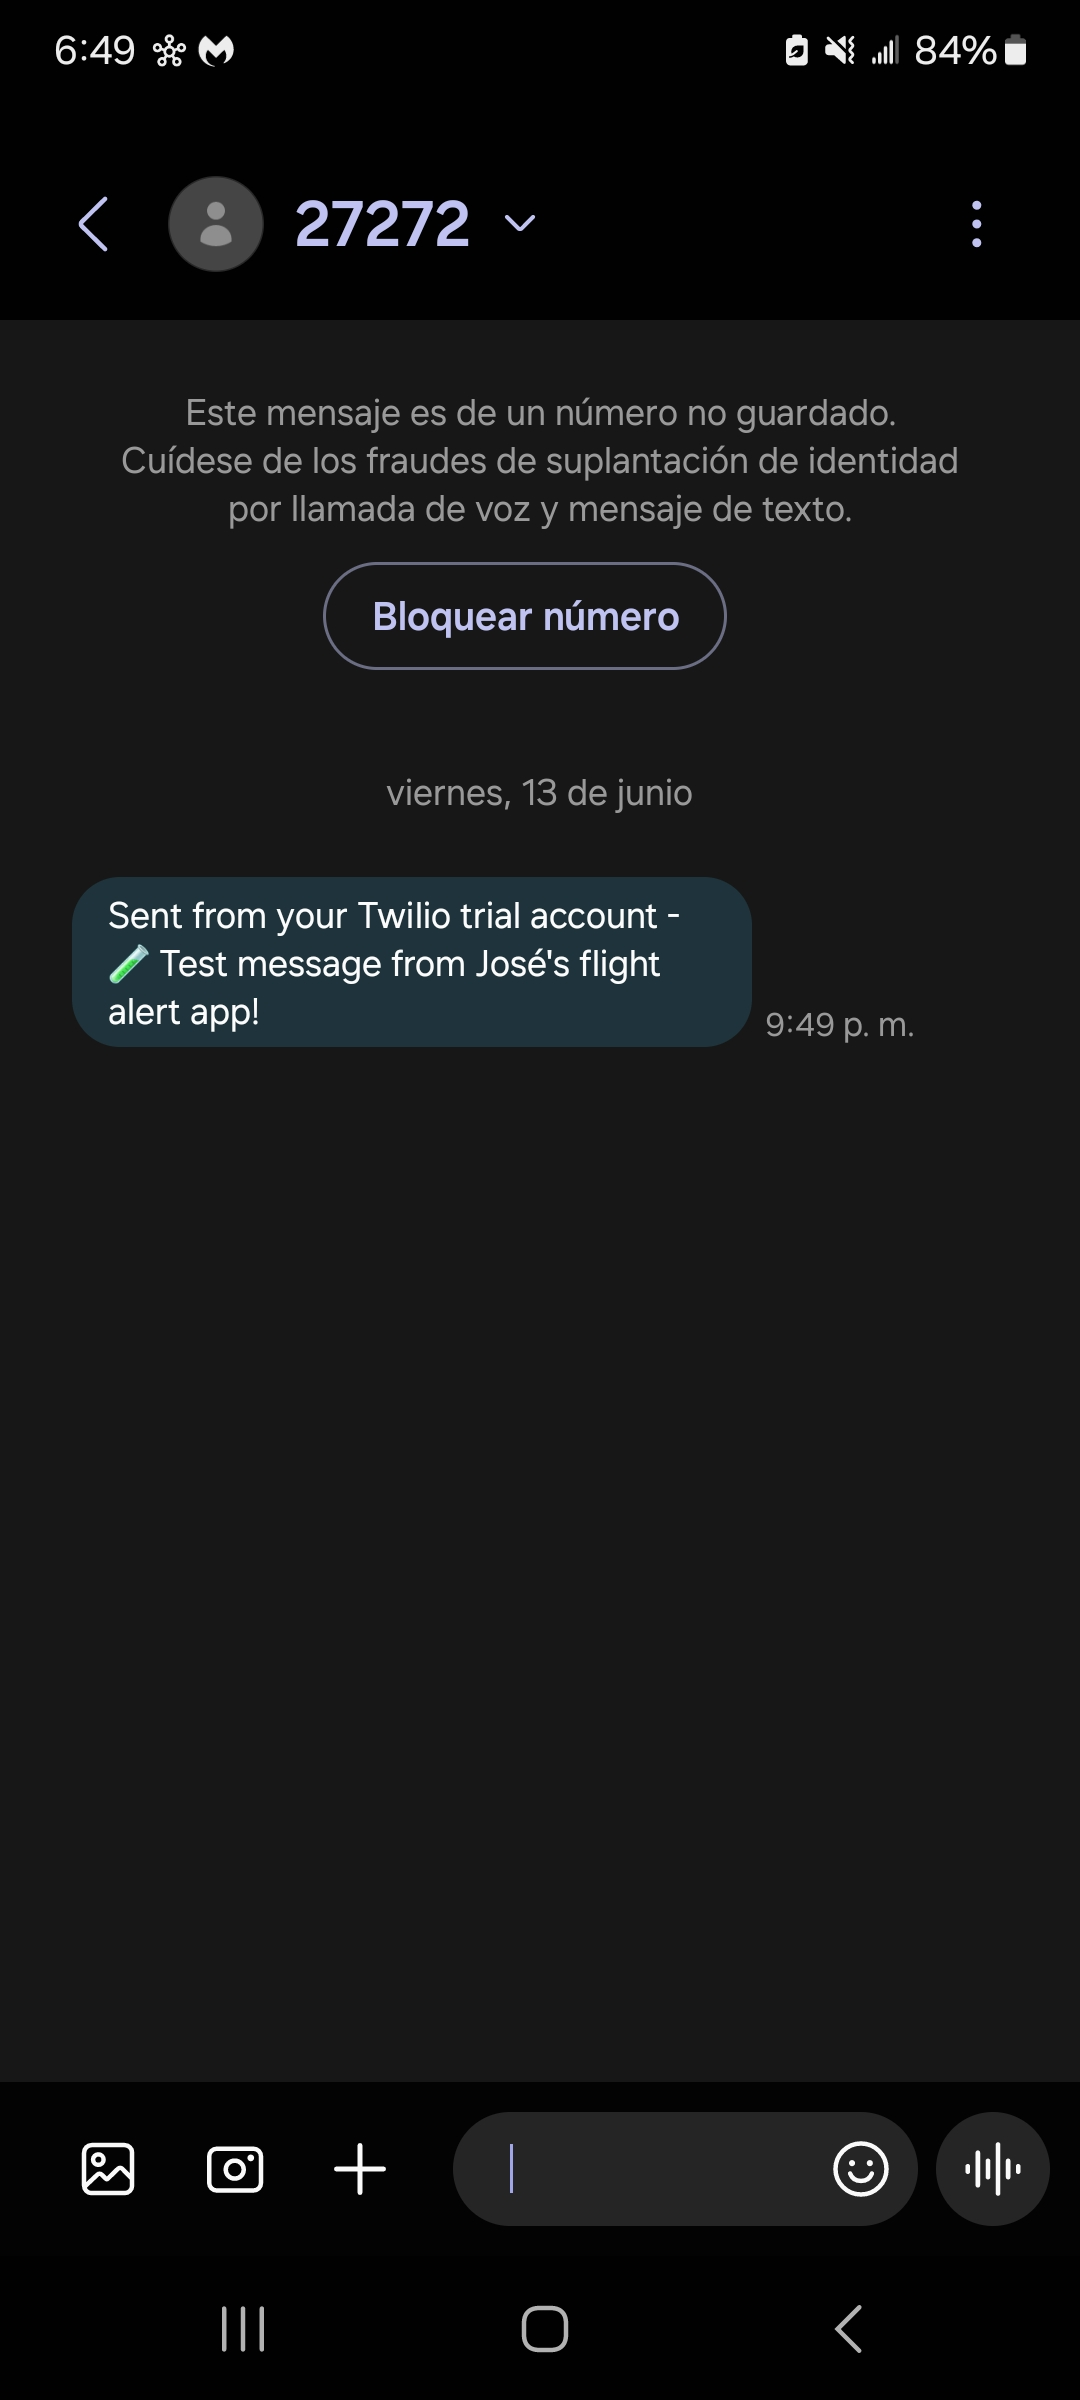 6:49
84%
27272
Este mensaje es de un número no guardado.
Cuídese de los fraudes de suplantación de identidad
por llamada de voz y mensaje de texto.
Bloquear número
viernes, 13 de junio
Sent from your Twilio trial account -
🧪 Test message from José's flight
alert app!
9:49 p. m.